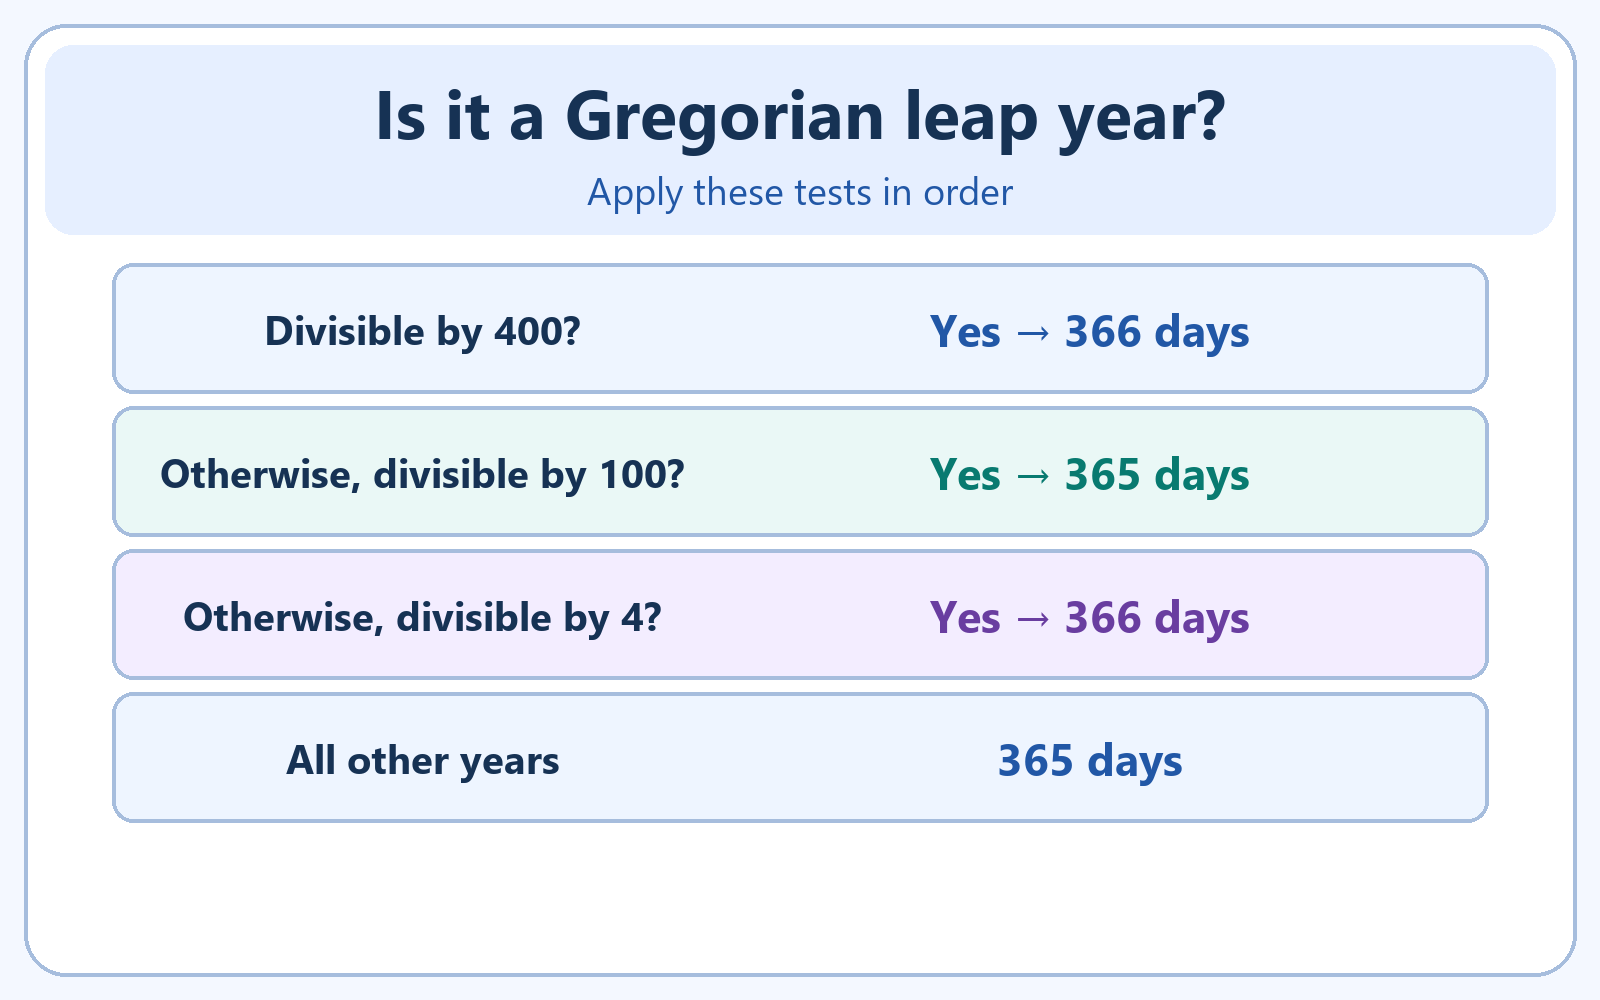 Is it a Gregorian leap year?
Apply these tests in order
Divisible by 400? Yes → 366 days
Otherwise, divisible by 100? Yes → 365 days
Otherwise, divisible by 4? Yes → 366 days
All other years 365 days